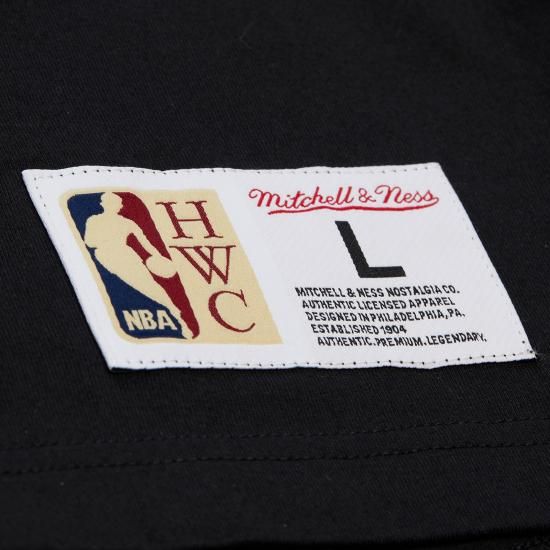 NBA
H
W
C
Mitchell & Ness
L
MITCHELL & NESS NOSTALGIA CO.
AUTHENTIC LICENSED APPAREL
DESIGNED IN PHILADELPHIA, PA.
ESTABLISHED 1904
AUTHENTIC. PREMIUM. LEGENDARY.